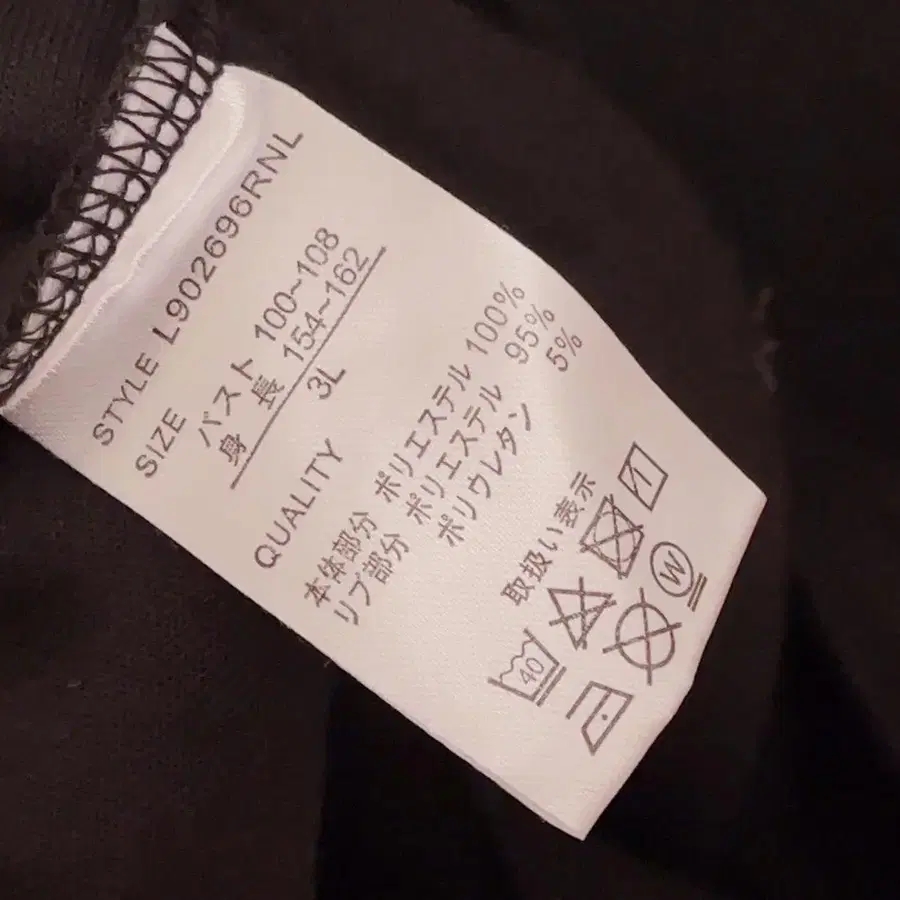 STYLE L902696RNL
SIZE バスト 100~108
身 長 154~162
3L
QUALITY
本体部分 ポリエステル 100%
リブ部分 ポリエステル 95%
ポリウレタン 5%
取扱い表示
40
W